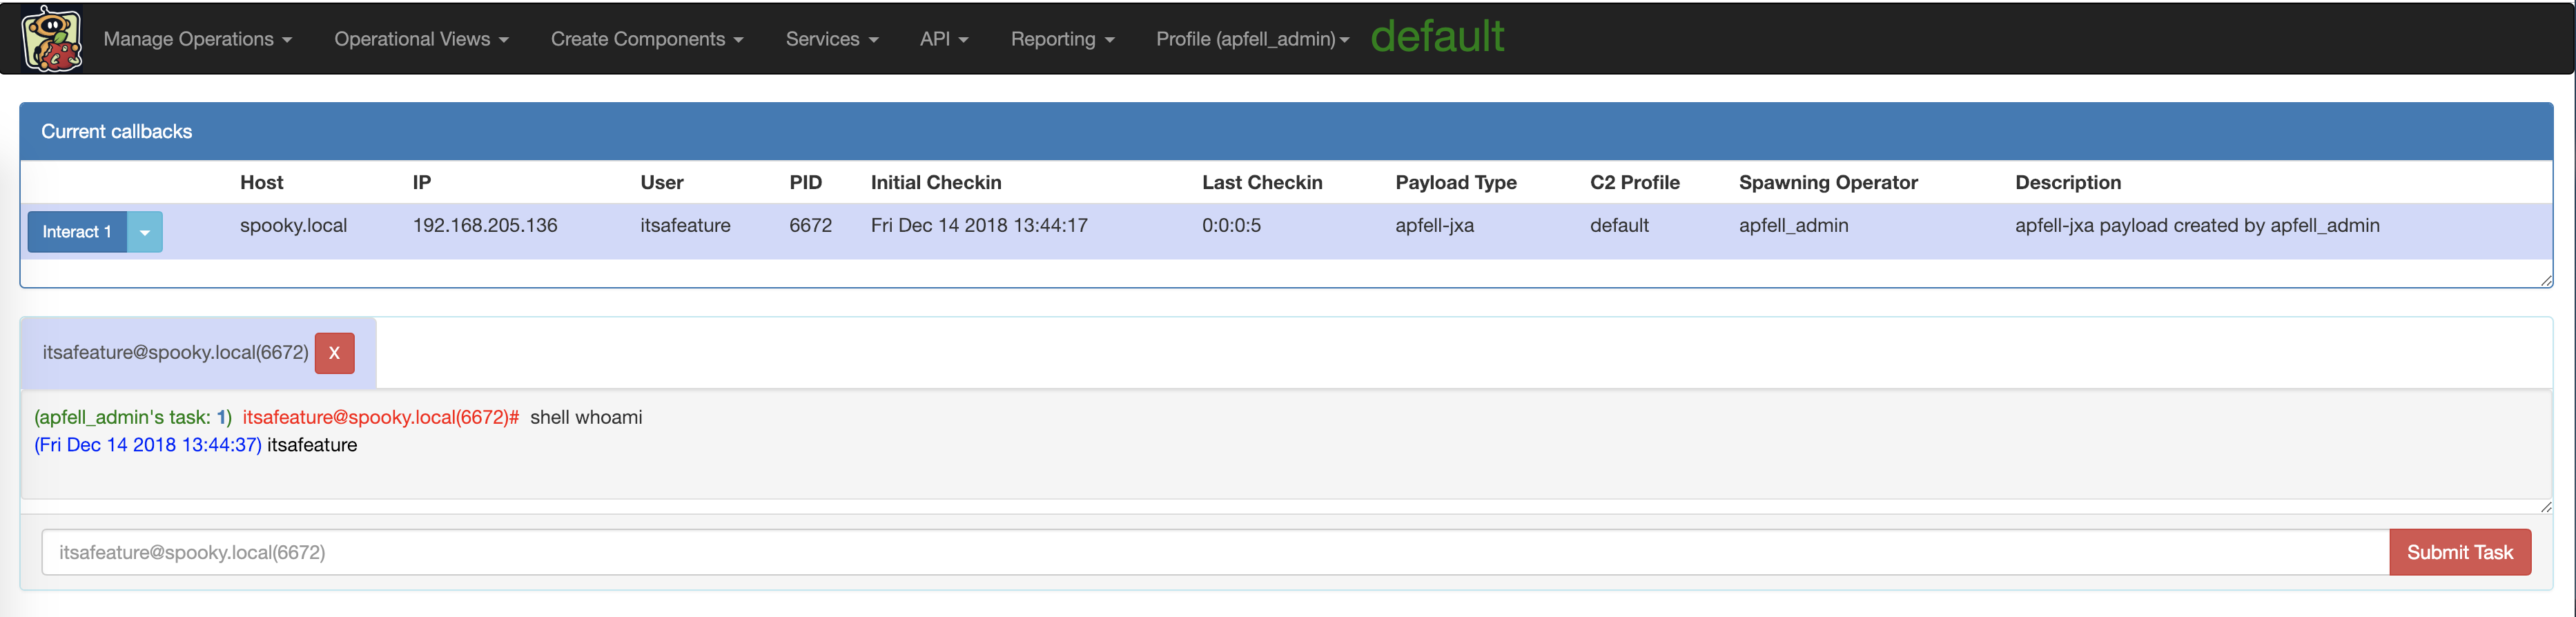 Manage Operations Operational Views Create Components Services API Reporting Profile (apfell_admin) default
Current callbacks
Host IP User PID Initial Checkin Last Checkin Payload Type C2 Profile Spawning Operator Description
Interact 1 spooky.local 192.168.205.136 itsafeature 6672 Fri Dec 14 2018 13:44:17 0:0:0:5 apfell-jxa default apfell_admin apfell-jxa payload created by apfell_admin
itsafeature@spooky.local(6672) X
(apfell_admin's task: 1) itsafeature@spooky.local(6672)# shell whoami
(Fri Dec 14 2018 13:44:37) itsafeature
itsafeature@spooky.local(6672) Submit Task